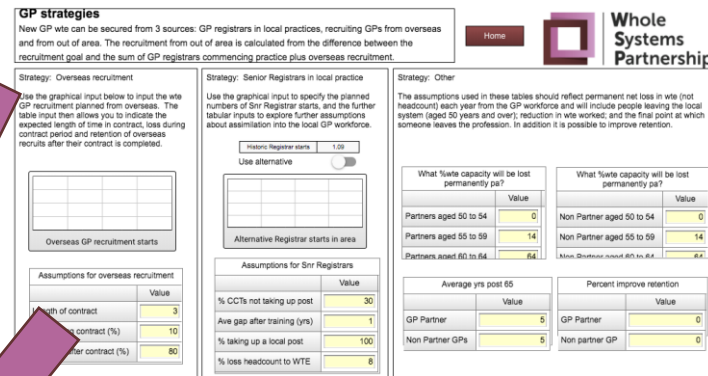 GP strategies
New GP wte can be secured from 3 sources: GP registrars in local practices, recruiting GPs from overseas
and from out of area. The recruitment from out of area is calculated from the difference between the
recruitment goal and the sum of GP registrars commencing practice plus overseas recruitment.
Home
Whole
Systems
Partnership
Strategy: Overseas recruitment
Use the graphical input below to input the wte
GP recruitment planned from overseas. The
table input then allows you to indicate the
expected length of time in contract, loss during
contract period and retention of overseas
recruits after their contract is completed.
Overseas GP recruitment starts
Assumptions for overseas recruitment
Value
Length of contract 3
contract (%) 10
after contract (%) 80
Strategy: Senior Registrars in local practice
Use the graphical input to specify the planned
numbers of Snr Registrar starts, and the further
tabular inputs to explore further assumptions
about assimilation into the local GP workforce.
Historic Registrar starts 1.09
Use alternative
Alternative Registrar starts in area
Assumptions for Snr Registrars
Value
% CCTs not taking up post 30
Ave gap after training (yrs) 1
% taking up a local post 100
% loss headcount to WTE 8
Strategy: Other
The assumptions used in these tables should reflect permanent net loss in wte (not
headcount) each year from the GP workforce and will include people leaving the local
system (aged 50 years and over); reduction in wte worked; and the final point at which
someone leaves the profession. In addition it is possible to improve retention.
What %wte capacity will be lost
permanently pa?
Value
Partners aged 50 to 54 0
Partners aged 55 to 59 14
Partners aged 60 to 64 64
What %wte capacity will be lost
permanently pa?
Value
Non Partner aged 50 to 54 0
Non Partner aged 55 to 59 14
Non Partner aged 60 to 64 64
Average yrs post 65
Value
GP Partner 5
Non Partner GPs 5
Percent improve retention
Value
GP Partner 0
Non partner GP 0